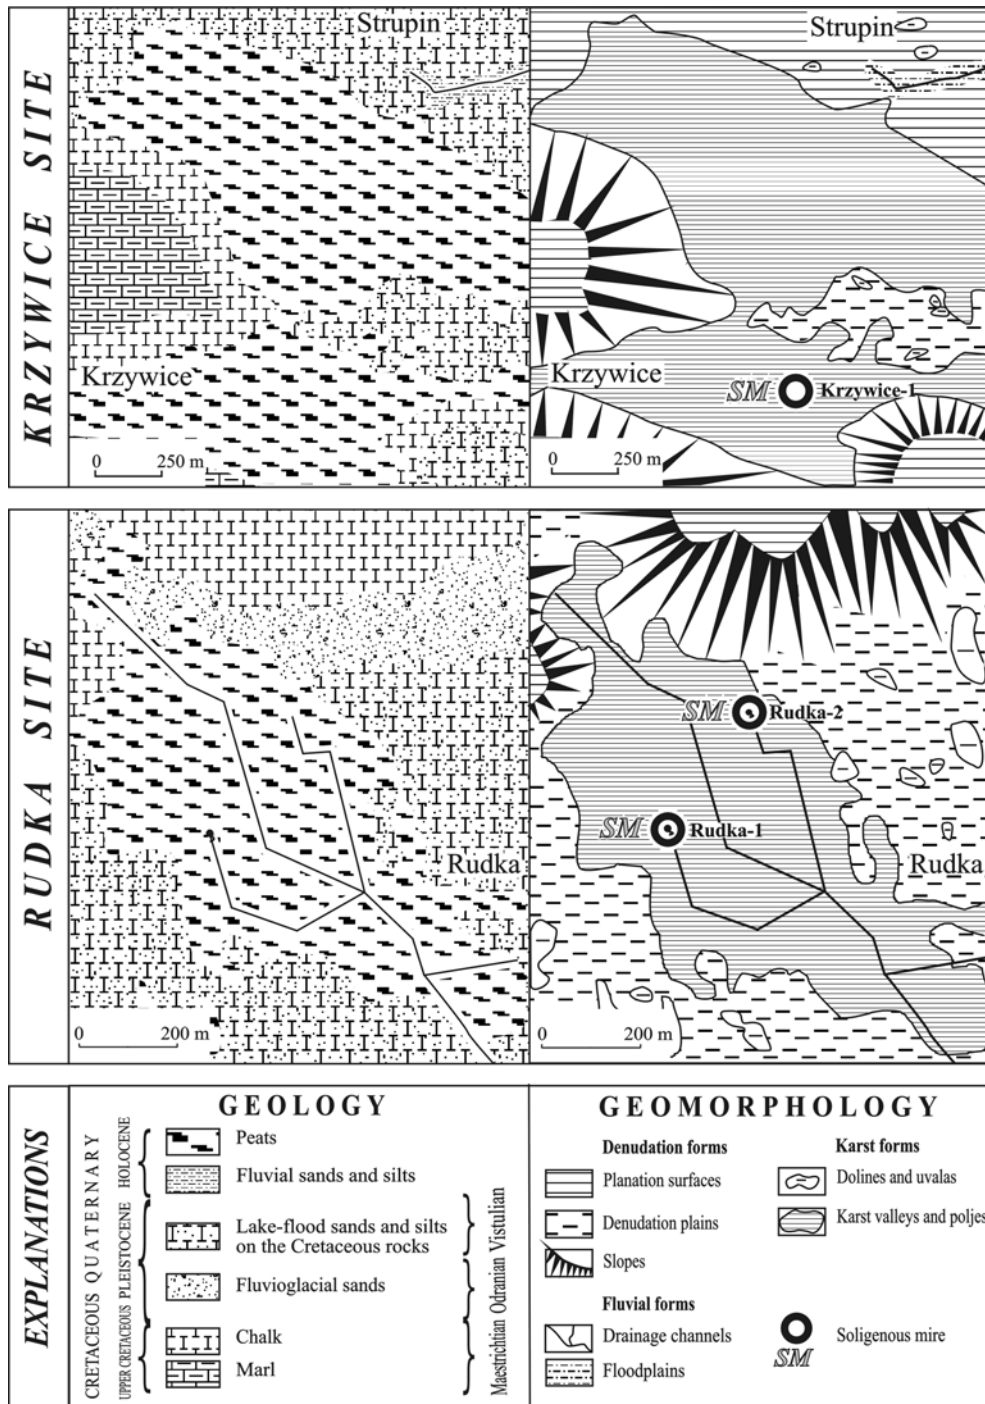 KRZYWICE SITE
Strupin
Krzywice
0 250 m
Strupin
Krzywice
SM Krzywice-1
0 250 m
RUDKA SITE
Rudka
0 200 m
SM Rudka-2
SM Rudka-1
Rudka
0 200 m
EXPLANATIONS
GEOLOGY
CRETACEOUS QUATERNARY
UPPER CRETACEOUS PLEISTOCENE HOLOCENE
Peats
Fluvial sands and silts
Lake-flood sands and silts
on the Cretaceous rocks
Fluvioglacial sands
Chalk
Marl
Maestrichtian Odranian Vistulian
GEOMORPHOLOGY
Denudation forms
Planation surfaces
Denudation plains
Slopes
Fluvial forms
Drainage channels
Floodplains
Karst forms
Dolines and uvalas
Karst valleys and poljes
SM
Soligenous mire